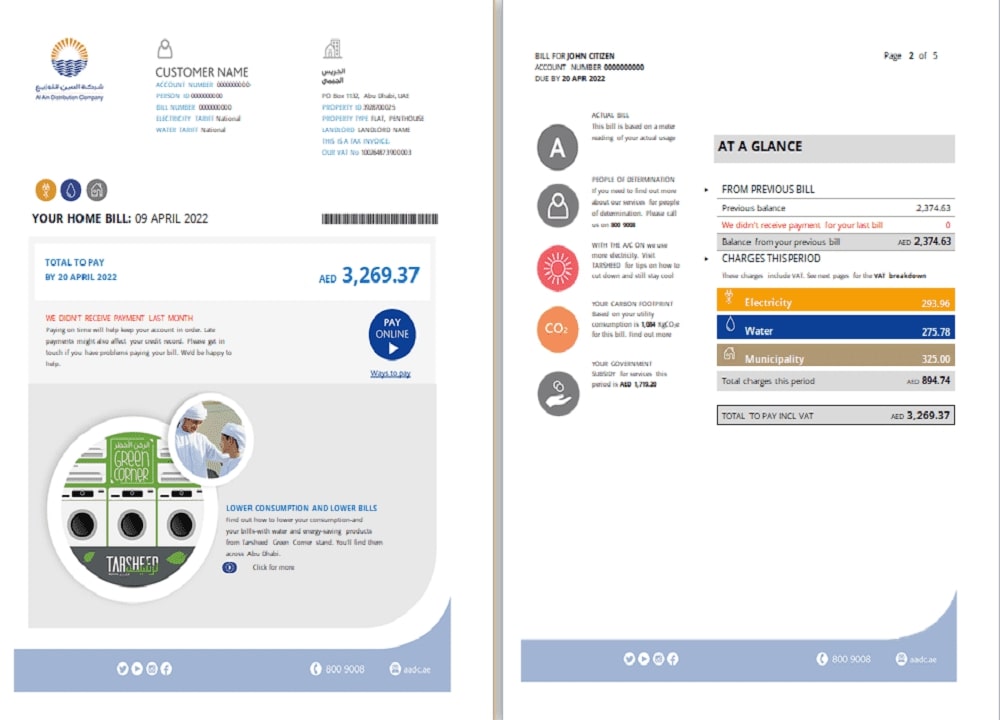 شركة العين للتوزيع
Al Ain Distribution Company
CUSTOMER NAME
ACCOUNT NUMBER 0000000000
PERSON ID 000000000
BILL NUMBER 000000000
ELECTRICITY TARIFF National
WATER TARIFF National
PO Box 1132, Abu Dhabi, UAE
PROPERTY ID
PROPERTY TYPE FLAT, PENTHOUSE
LANDLORD LANDLORD NAME
THIS IS A TAX INVOICE:
OUR VAT No
YOUR HOME BILL: 09 APRIL 2022
TOTAL TO PAY
BY 20 APRIL 2022
AED 3,269.37
WE DIDN'T RECEIVE PAYMENT LAST MONTH
Paying on time will help keep your account in order. Late
payments might also affect your credit record. Please get in
touch if you have problems paying your bill. We'd be happy to
help.
PAY
ONLINE
Ways to pay
الركن الأخضر
GREEN
CORNER
TARSHEED
ترشيد
LOWER CONSUMPTION AND LOWER BILLS
Find out how to lower your consumption-and
your bills-with water and energy-saving products
from Tarsheed Green Corner stand. You'll find them
across Abu Dhabi.
Click for more
800 9008
aadc.ae
BILL FOR JOHN CITIZEN
ACCOUNT NUMBER 0000000000
DUE BY 20 APR 2022
Page 2 of 5
A
ACTUAL BILL
This bill is based on a meter
reading of your actual usage
PEOPLE OF DETERMINATION
If you need to find out more
about our services for people
of determination. Please call
us on 800 9008
WITH THE A/C ON we use
more electricity. Visit
TARSHEED for tips on how to
cut down and still stay cool
CO₂
YOUR CARBON FOOTPRINT
Based on your utility
consumption is 1,084 KgCO₂e
for this bill. Find out more
YOUR GOVERNMENT
SUBSIDY for services this
period is AED
AT A GLANCE
FROM PREVIOUS BILL
Previous balance 2,374.63
We didn't receive payment for your last bill 0
Balance from your previous bill AED 2,374.63
CHARGES THIS PERIOD
These charges include VAT. See next pages for the VAT breakdown
Electricity 293.96
Water 275.78
Municipality 325.00
Total charges this period AED 894.74
TOTAL TO PAY INCL VAT AED 3,269.37
800 9008
aadc.ae